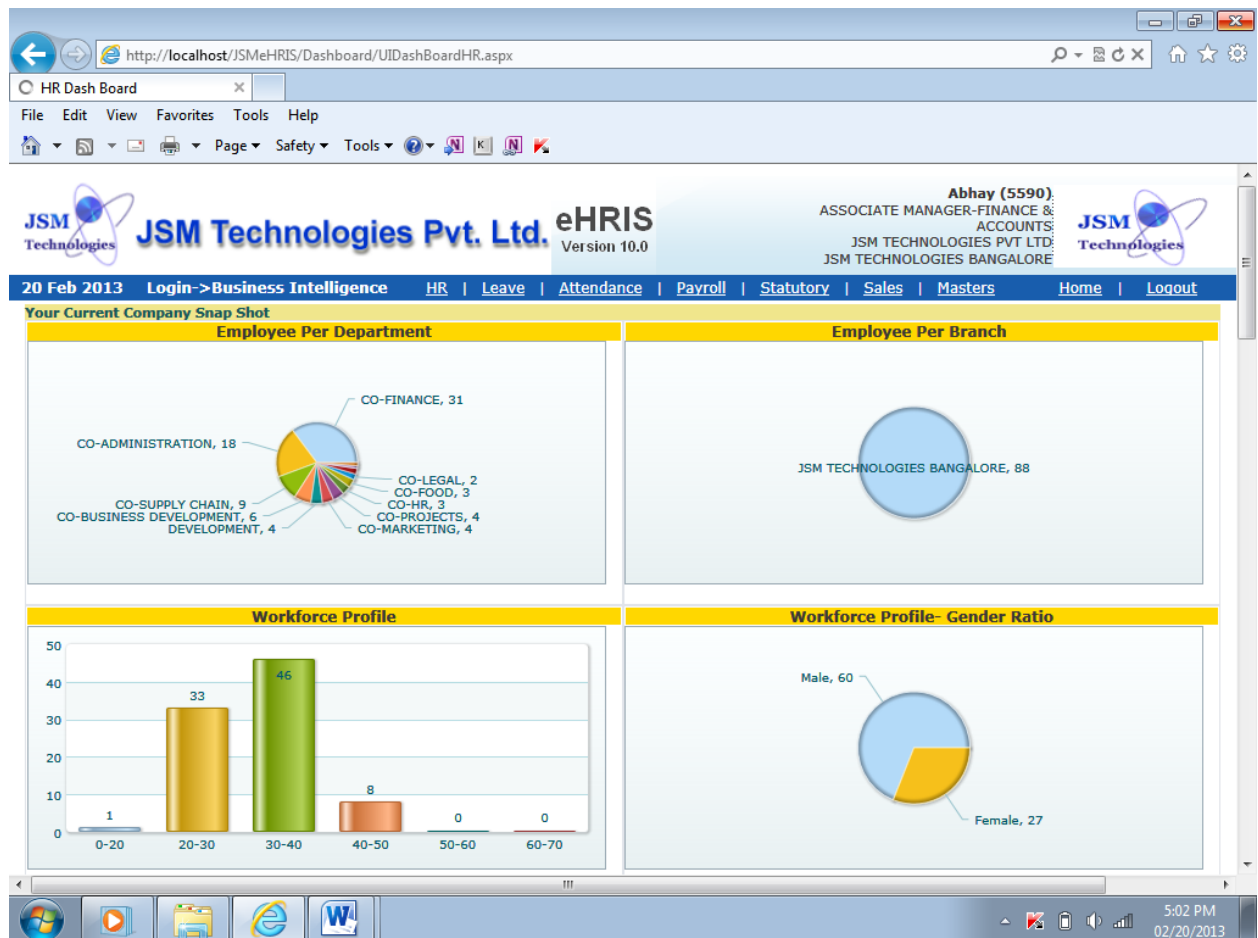 http://localhost/JSMeHRIS/Dashboard/UIDashBoardHR.aspx
HR Dash Board
File Edit View Favorites Tools Help
Page Safety Tools
JSM
Technologies
JSM Technologies Pvt. Ltd.
eHRIS
Version 10.0
Abhay (5590)
ASSOCIATE MANAGER-FINANCE &
ACCOUNTS
JSM TECHNOLOGIES PVT LTD
JSM TECHNOLOGIES BANGALORE
JSM
Technologies
20 Feb 2013 Login->Business Intelligence HR | Leave | Attendance | Payroll | Statutory | Sales | Masters Home | Logout
Your Current Company Snap Shot
Employee Per Department
CO-FINANCE, 31
CO-ADMINISTRATION, 18
CO-LEGAL, 2
CO-FOOD, 3
CO-SUPPLY CHAIN, 9
CO-HR, 3
CO-BUSINESS DEVELOPMENT, 6
CO-PROJECTS, 4
DEVELOPMENT, 4
CO-MARKETING, 4
Employee Per Branch
JSM TECHNOLOGIES BANGALORE, 88
Workforce Profile
50
40
30
20
10
0
1
33
46
8
0
0
0-20 20-30 30-40 40-50 50-60 60-70
Workforce Profile- Gender Ratio
Male, 60
Female, 27
5:02 PM
02/20/2013